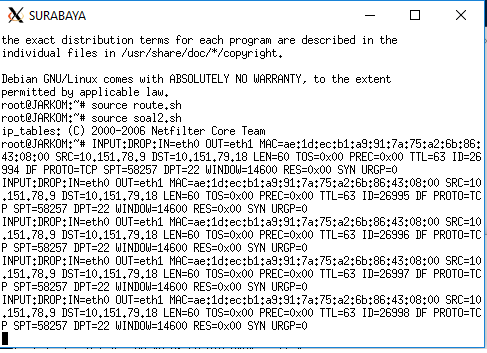 SURABAYA
the exact distribution terms for each program are described in the
individual files in /usr/share/doc/*/copyright.
Debian GNU/Linux comes with ABSOLUTELY NO WARRANTY, to the extent
permitted by applicable law.
root@JARKOM:~# source route.sh
root@JARKOM:~# source soal2.sh
ip_tables: (C) 2000-2006 Netfilter Core Team
root@JARKOM:~# INPUT:DROP:IN=eth0 OUT=eth1 MAC=ae:1d:ec:b1:a9:91:7a:75:a2:6b:86:
43:08:00 SRC=10.151.78.9 DST=10.151.79.18 LEN=60 TOS=0x00 PREC=0x00 TTL=63 ID=26
994 DF PROTO=TCP SPT=58257 DPT=22 WINDOW=14600 RES=0x00 SYN URGP=0
INPUT:DROP:IN=eth0 OUT=eth1 MAC=ae:1d:ec:b1:a9:91:7a:75:a2:6b:86:43:08:00 SRC=10
.151.78.9 DST=10.151.79.18 LEN=60 TOS=0x00 PREC=0x00 TTL=63 ID=26995 DF PROTO=TC
P SPT=58257 DPT=22 WINDOW=14600 RES=0x00 SYN URGP=0
INPUT:DROP:IN=eth0 OUT=eth1 MAC=ae:1d:ec:b1:a9:91:7a:75:a2:6b:86:43:08:00 SRC=10
.151.78.9 DST=10.151.79.18 LEN=60 TOS=0x00 PREC=0x00 TTL=63 ID=26996 DF PROTO=TC
P SPT=58257 DPT=22 WINDOW=14600 RES=0x00 SYN URGP=0
INPUT:DROP:IN=eth0 OUT=eth1 MAC=ae:1d:ec:b1:a9:91:7a:75:a2:6b:86:43:08:00 SRC=10
.151.78.9 DST=10.151.79.18 LEN=60 TOS=0x00 PREC=0x00 TTL=63 ID=26997 DF PROTO=TC
P SPT=58257 DPT=22 WINDOW=14600 RES=0x00 SYN URGP=0
INPUT:DROP:IN=eth0 OUT=eth1 MAC=ae:1d:ec:b1:a9:91:7a:75:a2:6b:86:43:08:00 SRC=10
.151.78.9 DST=10.151.79.18 LEN=60 TOS=0x00 PREC=0x00 TTL=63 ID=26998 DF PROTO=TC
P SPT=58257 DPT=22 WINDOW=14600 RES=0x00 SYN URGP=0